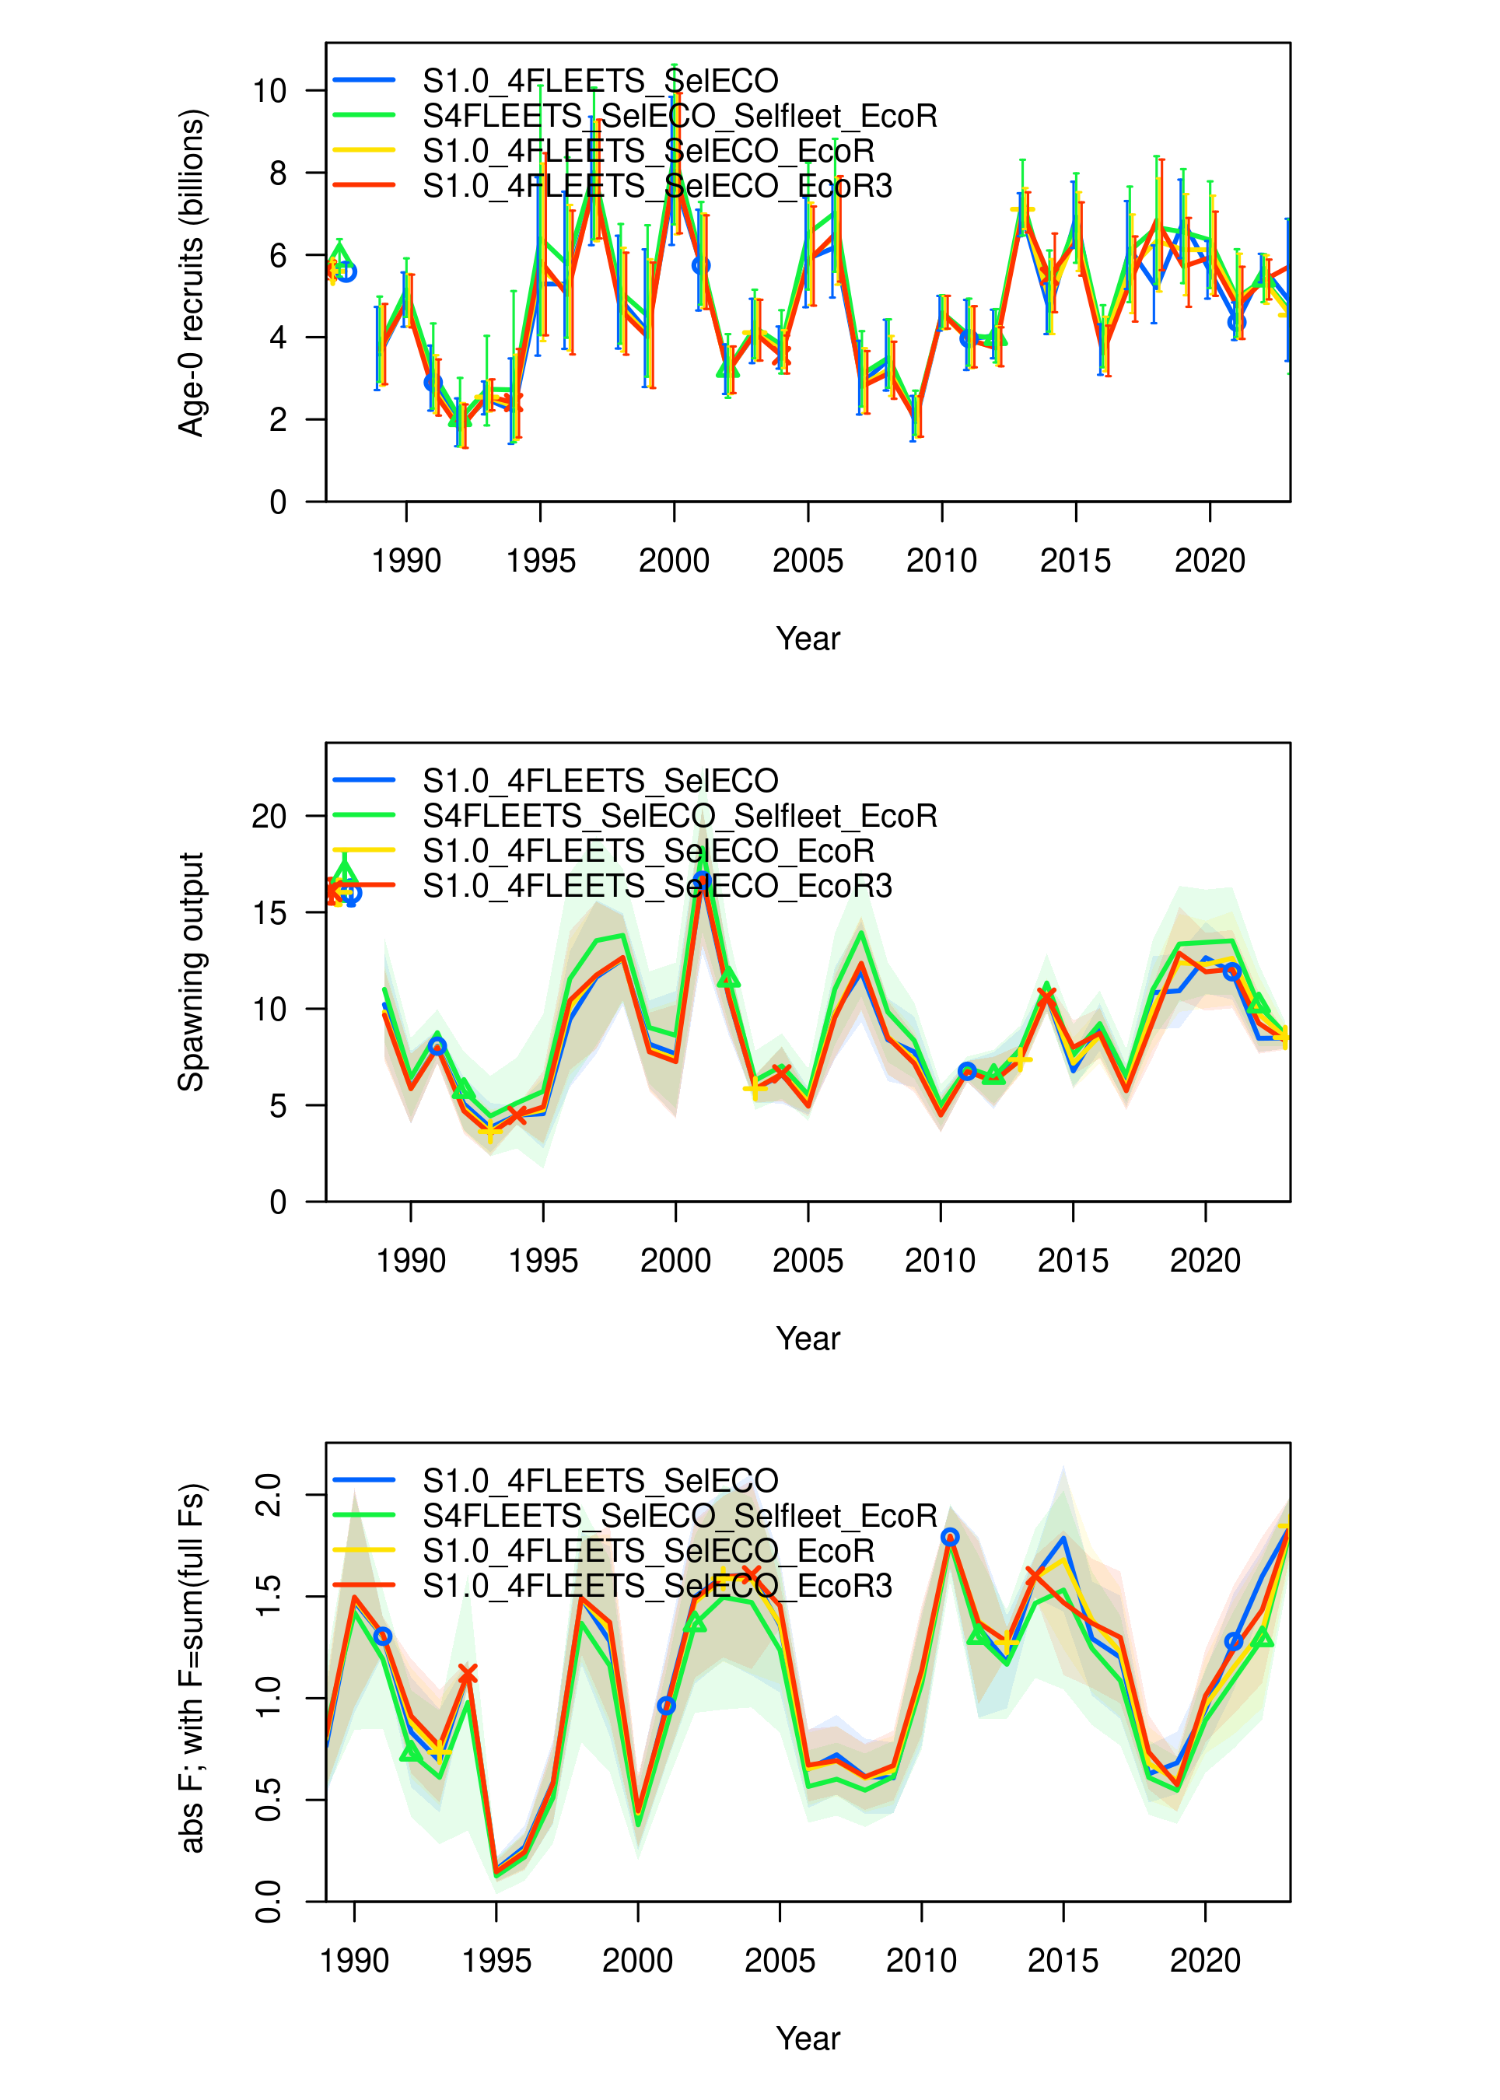 Age-0 recruits (billions)
10
8
6
4
2
0
S1.0_4FLEETS_SelECO
S4FLEETS_SelECO_Selfleet_EcoR
S1.0_4FLEETS_SelECO_EcoR
S1.0_4FLEETS_SelECO_EcoR3
1990 1995 2000 2005 2010 2015 2020
Year
Spawning output
20
15
10
5
0
S1.0_4FLEETS_SelECO
S4FLEETS_SelECO_Selfleet_EcoR
S1.0_4FLEETS_SelECO_EcoR
S1.0_4FLEETS_SelECO_EcoR3
1990 1995 2000 2005 2010 2015 2020
Year
abs F; with F=sum(full Fs)
2.0
1.5
1.0
0.5
0.0
S1.0_4FLEETS_SelECO
S4FLEETS_SelECO_Selfleet_EcoR
S1.0_4FLEETS_SelECO_EcoR
S1.0_4FLEETS_SelECO_EcoR3
1990 1995 2000 2005 2010 2015 2020
Year